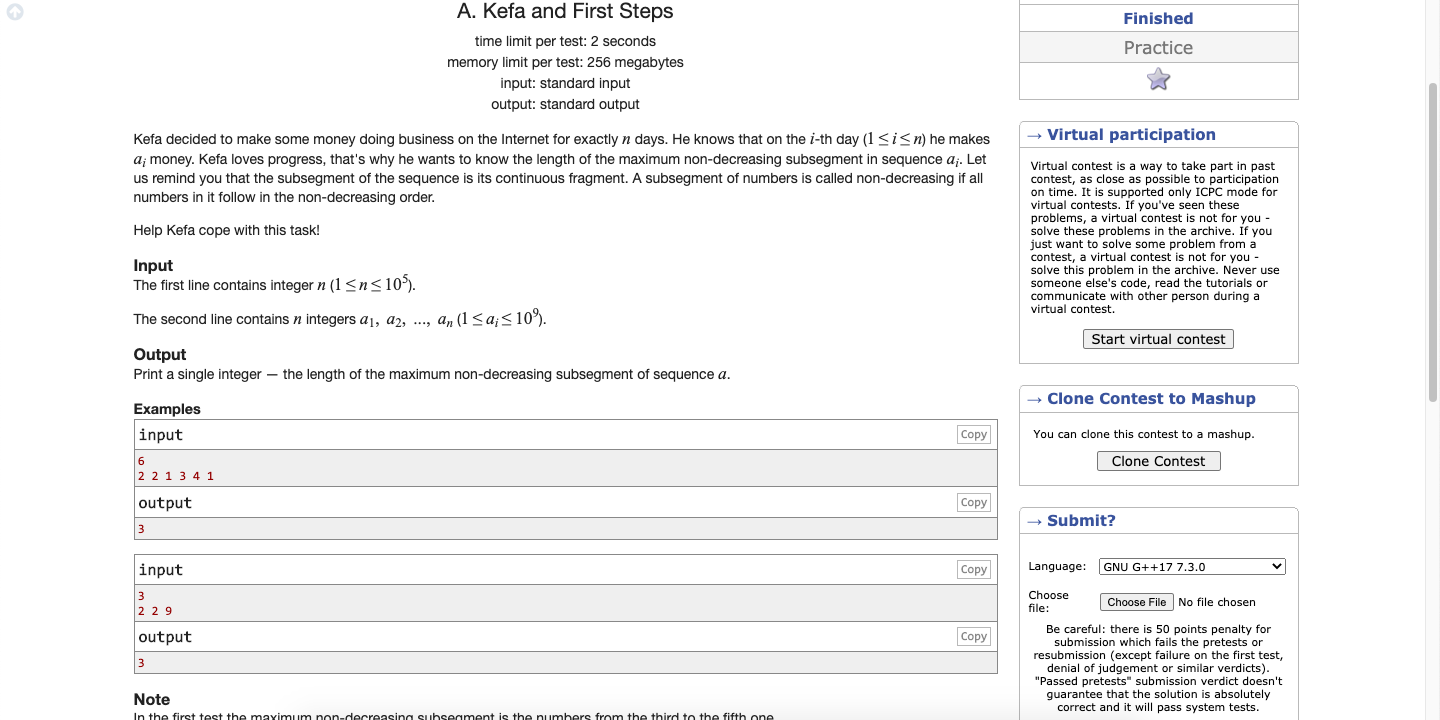 A. Kefa and First Steps
time limit per test: 2 seconds
memory limit per test: 256 megabytes
input: standard input
output: standard output
Kefa decided to make some money doing business on the Internet for exactly n days. He knows that on the i-th day (1 ≤ i ≤ n) he makes
aᵢ money. Kefa loves progress, that's why he wants to know the length of the maximum non-decreasing subsegment in sequence aᵢ. Let
us remind you that the subsegment of the sequence is its continuous fragment. A subsegment of numbers is called non-decreasing if all
numbers in it follow in the non-decreasing order.
Help Kefa cope with this task!
Input
The first line contains integer n (1 ≤ n ≤ 10⁵).
The second line contains n integers a₁, a₂, ..., aₙ (1 ≤ aᵢ ≤ 10⁹).
Output
Print a single integer — the length of the maximum non-decreasing subsegment of sequence a.
Examples
input Copy
6
2 2 1 3 4 1
output Copy
3
input Copy
3
2 2 9
output Copy
3
Note
In the first test the maximum non-decreasing subsegment is the numbers from the third to the fifth one.
Finished
Practice
→ Virtual participation
Virtual contest is a way to take part in past
contest, as close as possible to participation
on time. It is supported only ICPC mode for
virtual contests. If you've seen these
problems, a virtual contest is not for you -
solve these problems in the archive. If you
just want to solve some problem from a
contest, a virtual contest is not for you -
solve this problem in the archive. Never use
someone else's code, read the tutorials or
communicate with other person during a
virtual contest.
Start virtual contest
→ Clone Contest to Mashup
You can clone this contest to a mashup.
Clone Contest
→ Submit?
Language: GNU G++17 7.3.0
Choose
file: Choose File No file chosen
Be careful: there is 50 points penalty for
submission which fails the pretests or
resubmission (except failure on the first test,
denial of judgement or similar verdicts).
"Passed pretests" submission verdict doesn't
guarantee that the solution is absolutely
correct and it will pass system tests.